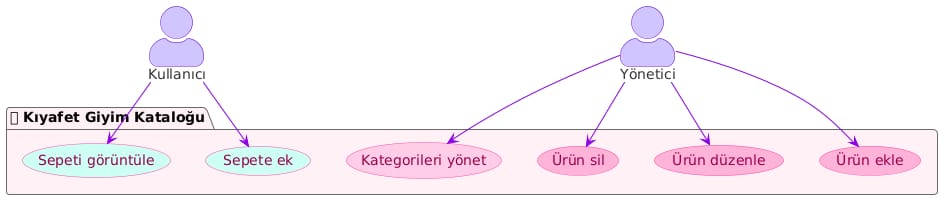 Kullanıcı
Yönetici
Kıyafet Giyim Kataloğu
Sepeti görüntüle
Sepete ek
Kategorileri yönet
Ürün sil
Ürün düzenle
Ürün ekle